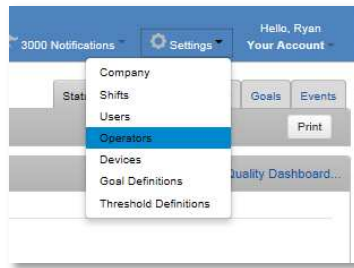 Hello, Ryan
3000 Notifications Settings Your Account
Company
Shifts
Users
Operators
Devices
Goal Definitions
Threshold Definitions
Goals Events
Print
Quality Dashboard...